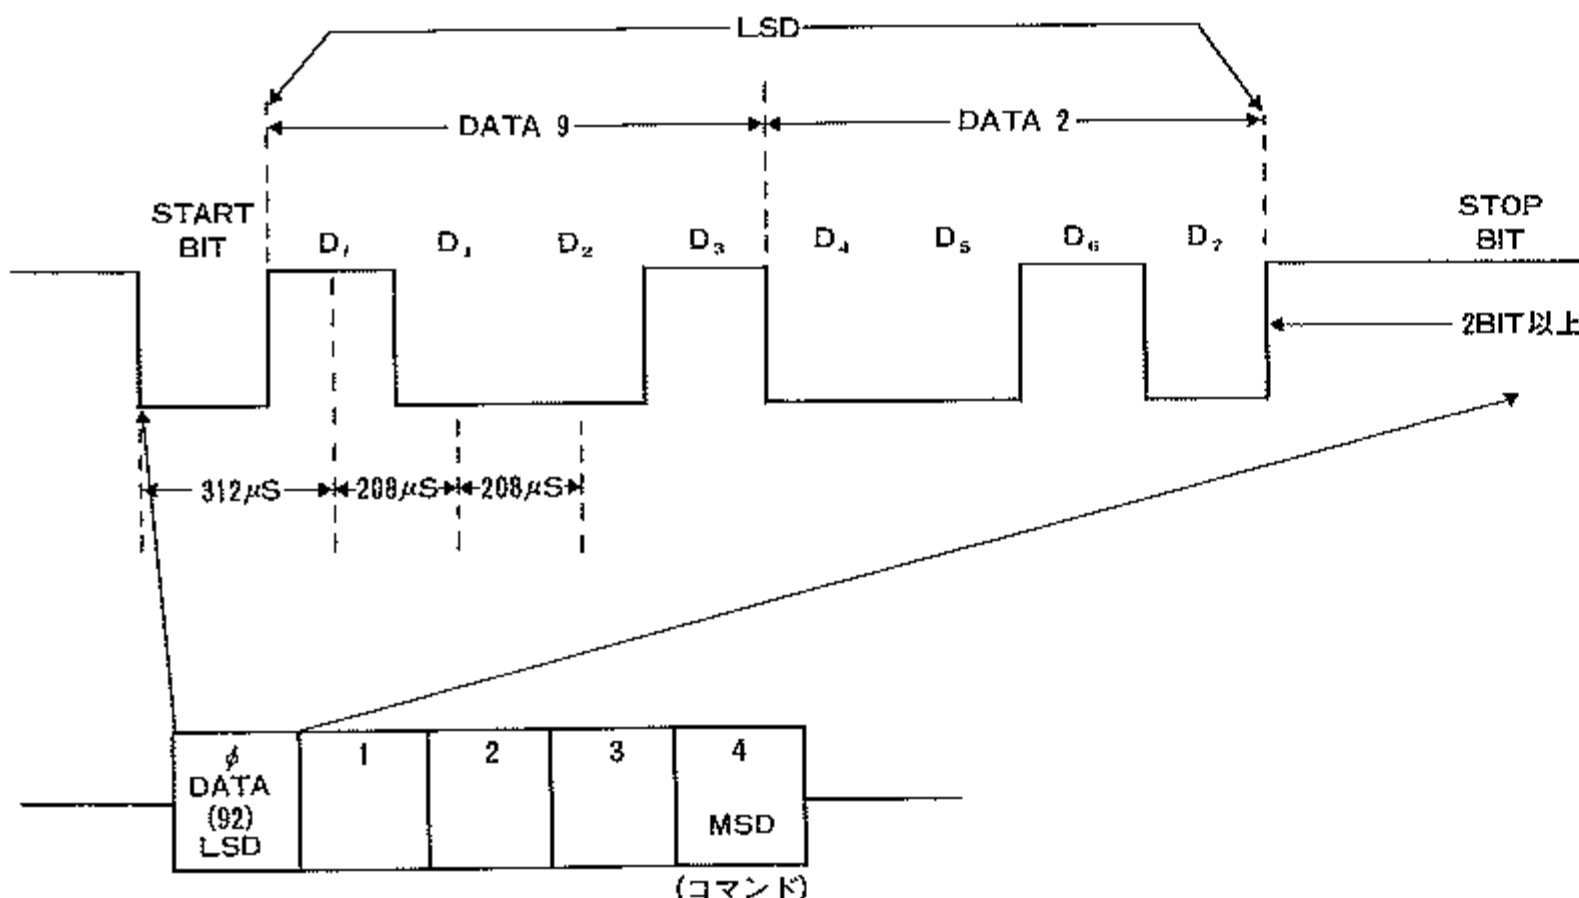 LSD
DATA 9
DATA 2
START
BIT
D₇
D₁
D₂
D₃
D₄
D₅
D₆
D₇
STOP
BIT
2BIT以上
312μS
208μS
208μS
φ
DATA
(92)
LSD
1
2
3
4
MSD
(コマンド)